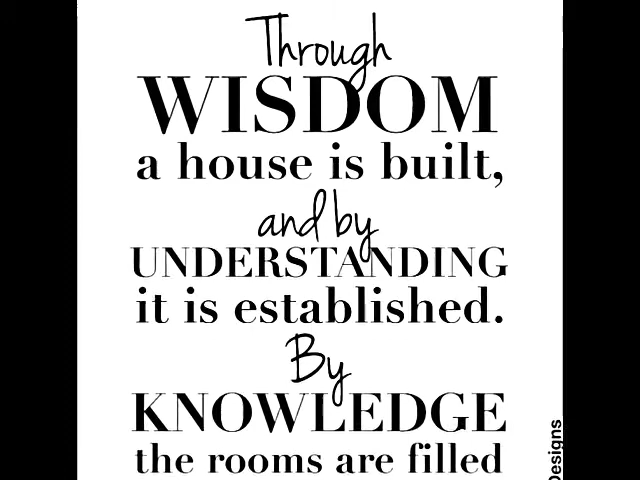 Through
WISDOM
a house is built,
and by
UNDERSTANDING
it is established.
By
KNOWLEDGE
the rooms are filled
Designs